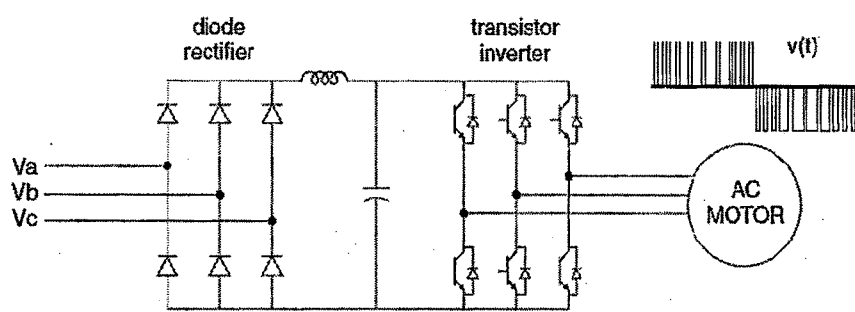 diode
rectifier
transistor
inverter
v(t)
Va
Vb
Vc
AC
MOTOR